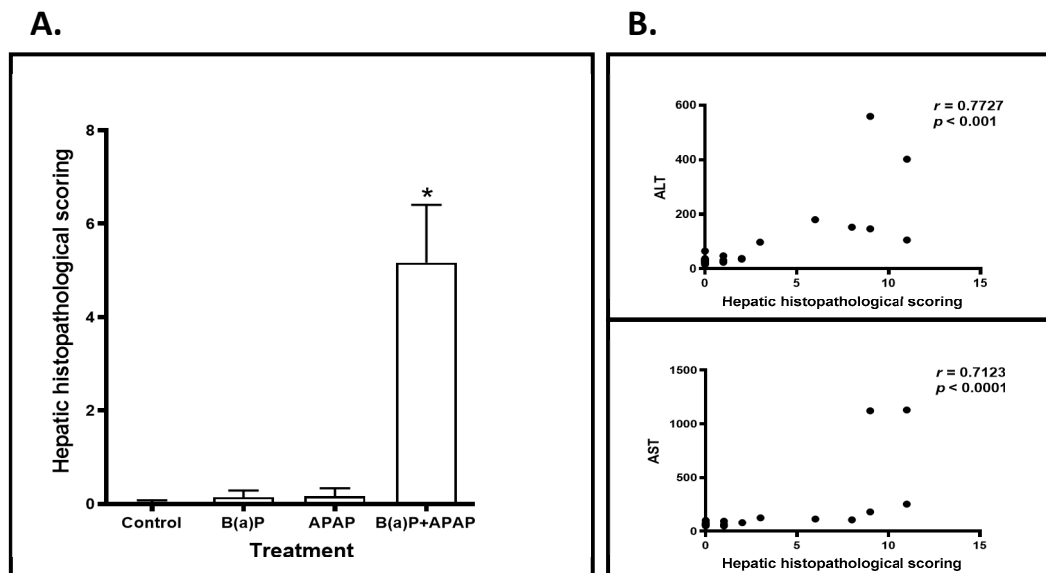 A.
B.
Hepatic histopathological scoring
8
6
4
2
0
*
Control B(a)P APAP B(a)P+APAP
Treatment
r = 0.7727
p < 0.001
ALT
600
400
200
0
0 5 10 15
Hepatic histopathological scoring
r = 0.7123
p < 0.0001
AST
1500
1000
500
0
0 5 10 15
Hepatic histopathological scoring